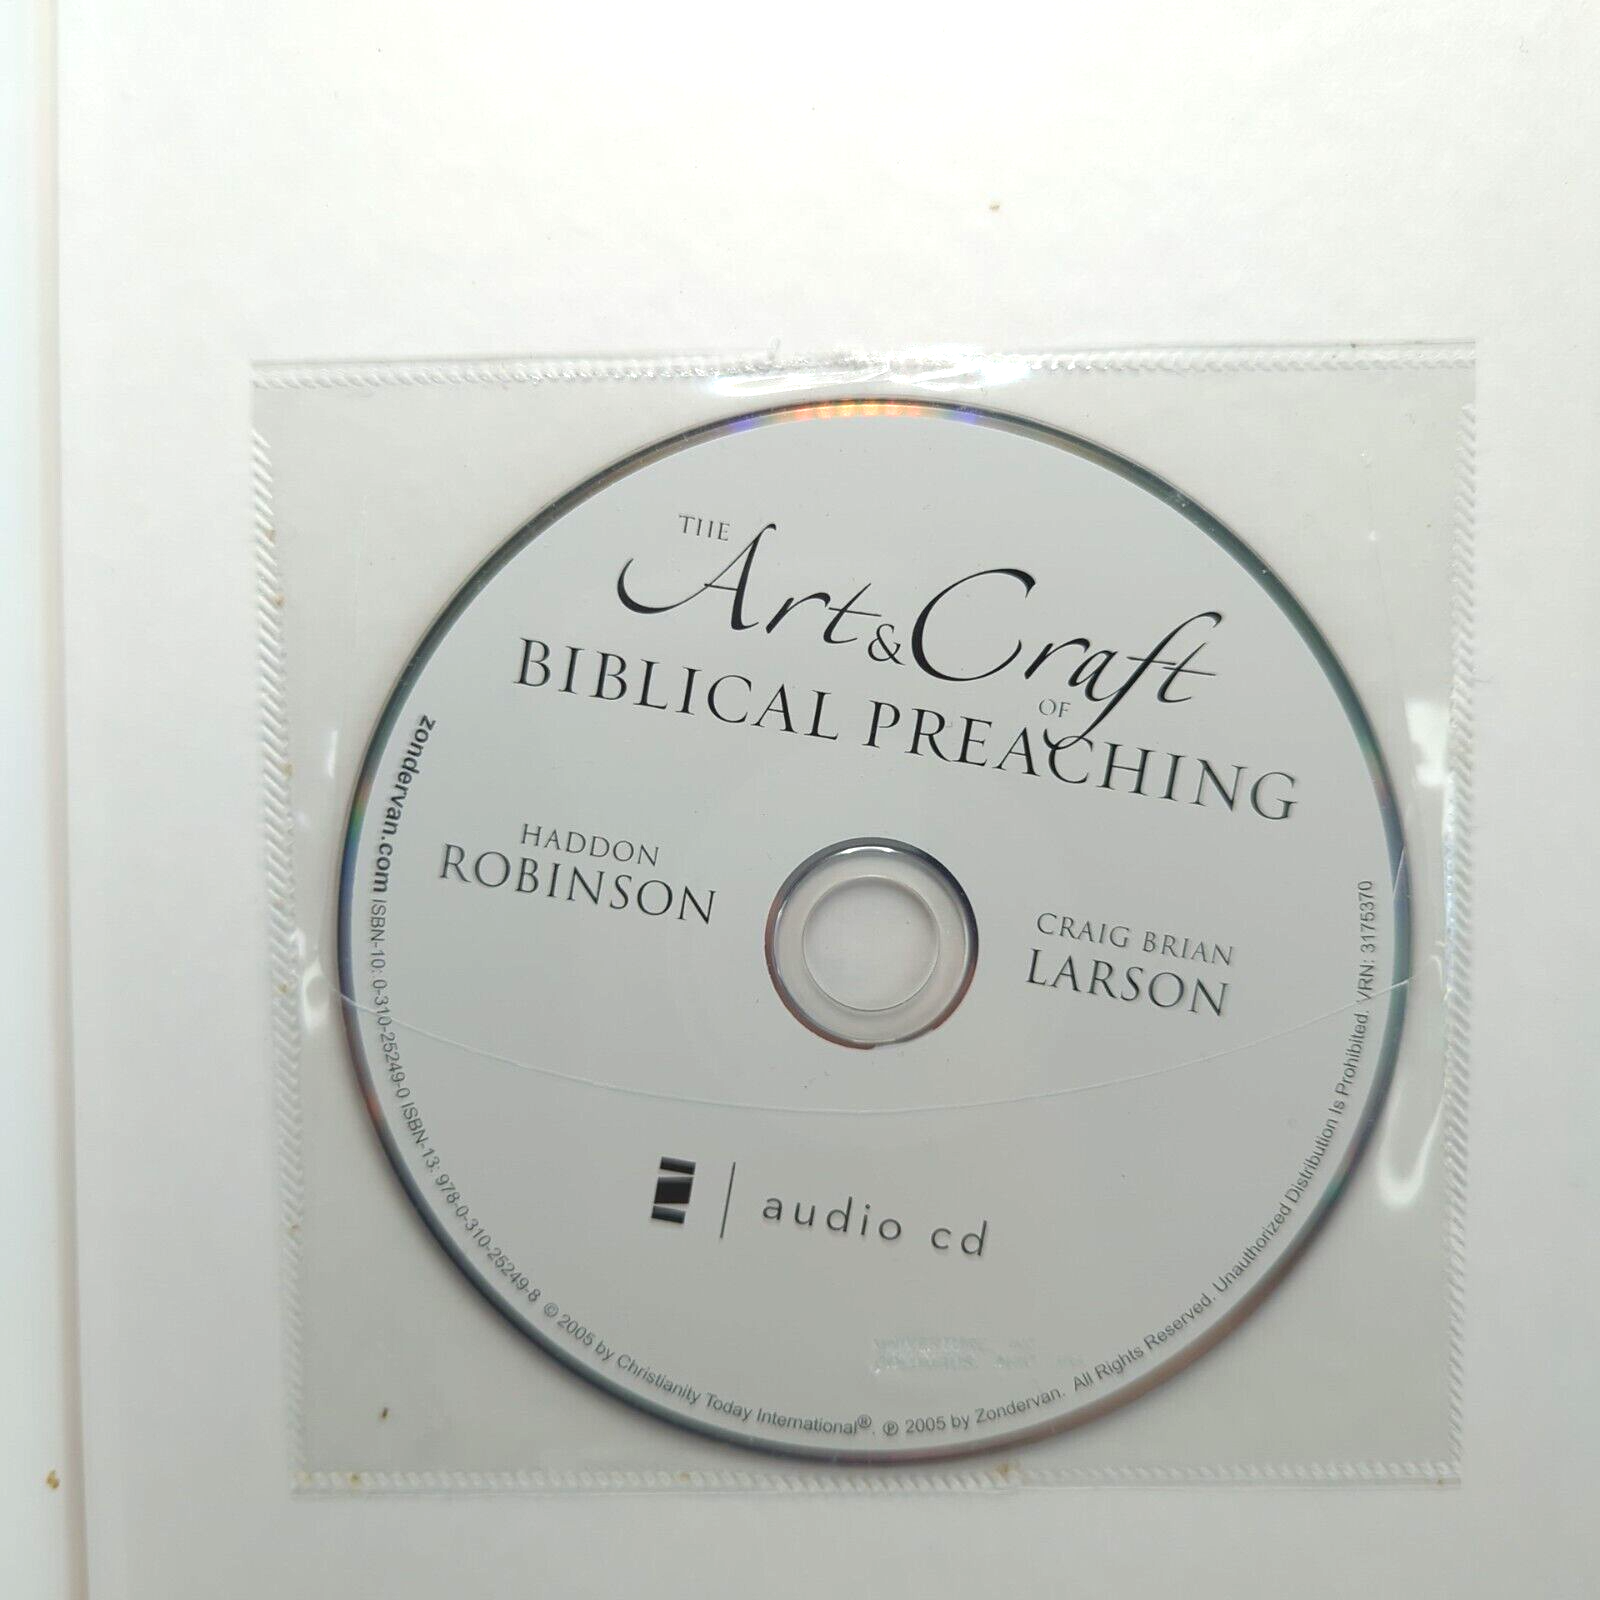 THE
Art & Craft
OF
BIBLICAL PREACHING
HADDON
ROBINSON
CRAIG BRIAN
LARSON
audio cd
zondervan.com ISBN-10: 0-310-25249-0 ISBN-13: 978-0-310-25249-8 © 2005 by Christianity Today International®. ℗ 2005 by Zondervan. All Rights Reserved. Unauthorized Distribution Is Prohibited. VRN: 3175370